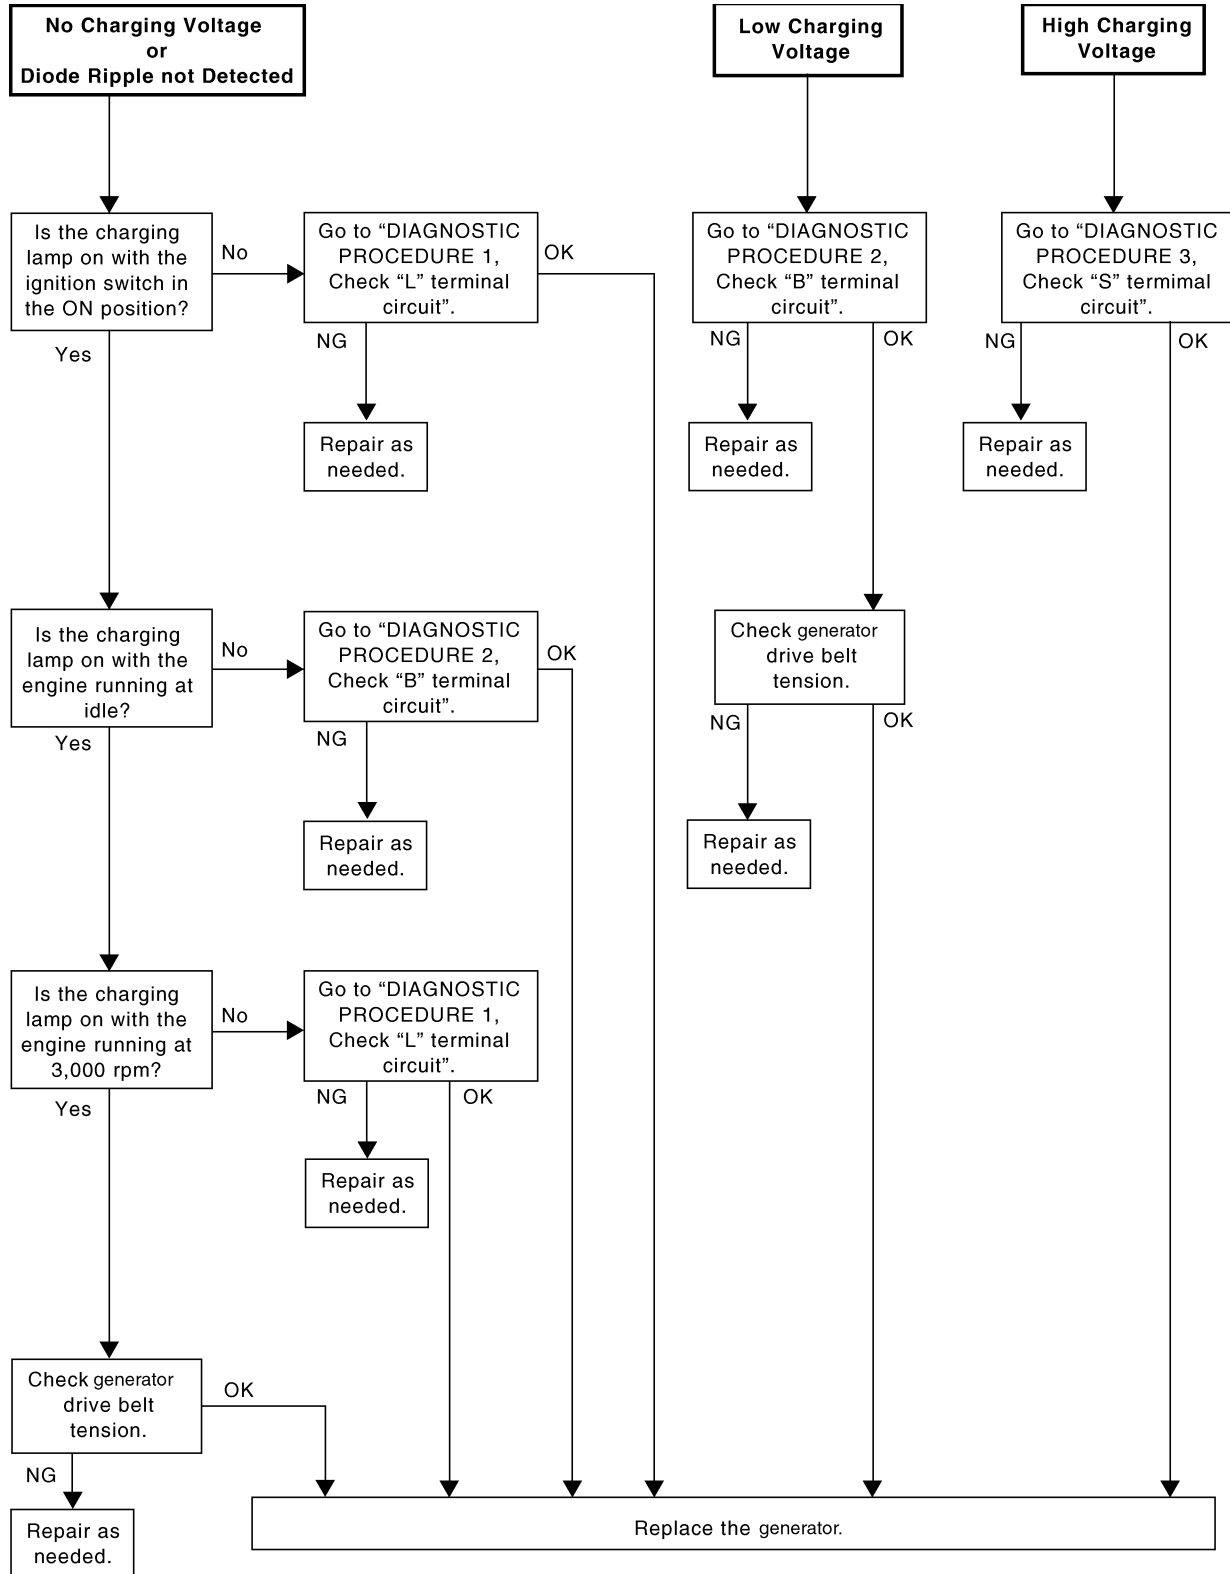 No Charging Voltage
or
Diode Ripple not Detected
Low Charging
Voltage
High Charging
Voltage
Is the charging
lamp on with the
ignition switch in
the ON position?
No
Go to “DIAGNOSTIC
PROCEDURE 1,
Check “L” terminal
circuit”.
OK
Go to “DIAGNOSTIC
PROCEDURE 2,
Check “B” terminal
circuit”.
Go to “DIAGNOSTIC
PROCEDURE 3,
Check “S” termimal
circuit”.
Yes
NG
NG
OK
NG
OK
Repair as
needed.
Repair as
needed.
Repair as
needed.
Is the charging
lamp on with the
engine running at
idle?
No
Go to “DIAGNOSTIC
PROCEDURE 2,
Check “B” terminal
circuit”.
OK
Check generator
drive belt
tension.
Yes
NG
NG
OK
Repair as
needed.
Repair as
needed.
Is the charging
lamp on with the
engine running at
3,000 rpm?
No
Go to “DIAGNOSTIC
PROCEDURE 1,
Check “L” terminal
circuit”.
Yes
NG
OK
Repair as
needed.
Check generator
drive belt
tension.
OK
NG
Repair as
needed.
Replace the generator.